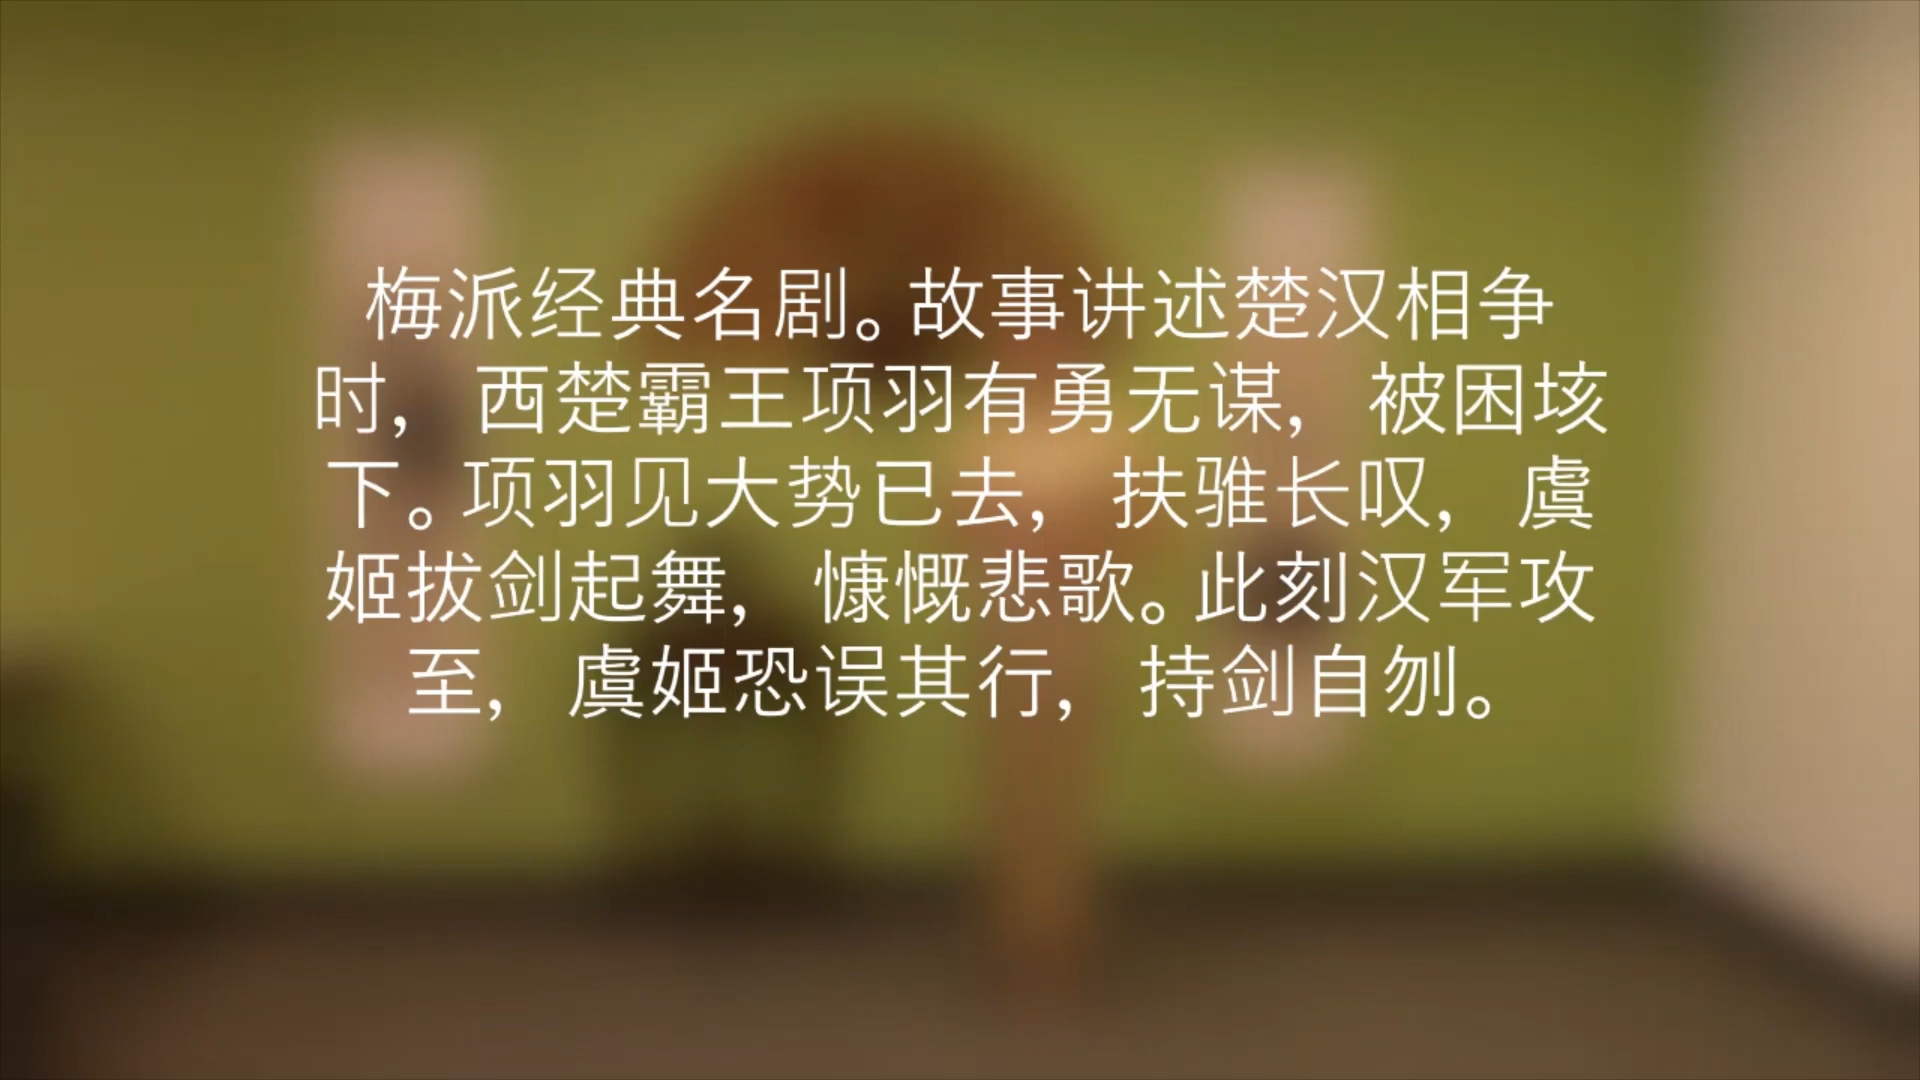 梅派经典名剧。故事讲述楚汉相争
时，西楚霸王项羽有勇无谋，被困垓
下。项羽见大势已去，扶骓长叹，虞
姬拔剑起舞，慷慨悲歌。此刻汉军攻
至，虞姬恐误其行，持剑自刎。